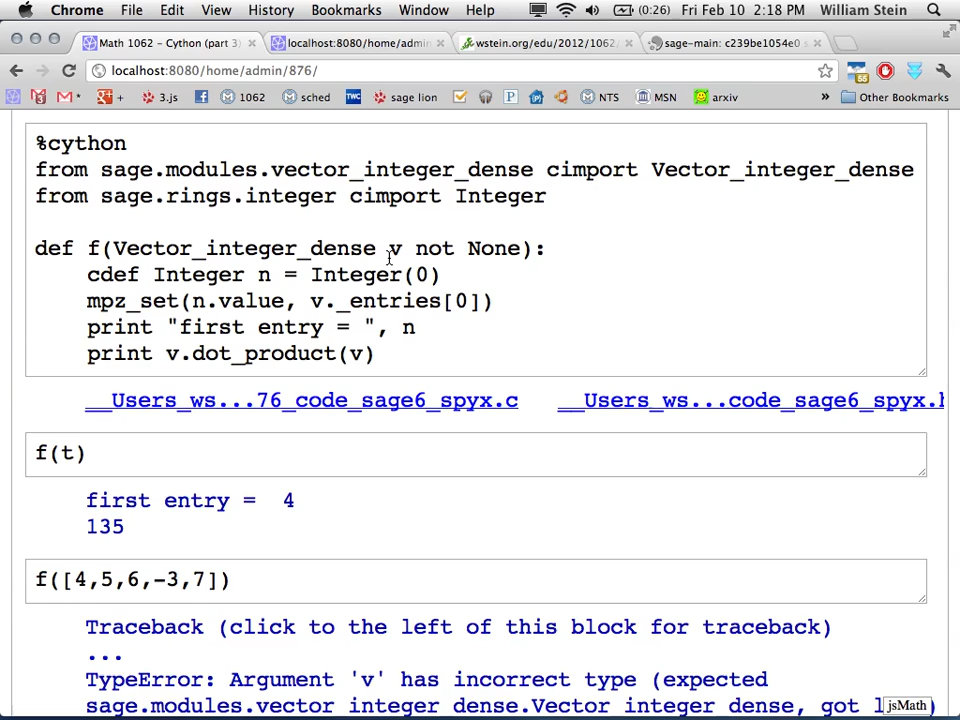 Chrome File Edit View History Bookmarks Window Help (0:26) Fri Feb 10 2:18 PM William Stein
Math 1062 - Cython (part 3) localhost:8080/home/admin wstein.org/edu/2012/1062 sage-main: c239be1054e0 s
localhost:8080/home/admin/876/
+ 3.js 1062 sched TWC sage lion P NTS MSN arxiv » Other Bookmarks
%cython
from sage.modules.vector_integer_dense cimport Vector_integer_dense
from sage.rings.integer cimport Integer
def f(Vector_integer_dense v not None):
cdef Integer n = Integer(0)
mpz_set(n.value, v._entries[0])
print "first entry = ", n
print v.dot_product(v)
__Users_ws...76_code_sage6_spyx.c __Users_ws...code_sage6_spyx.h
f(t)
first entry = 4
135
f([4,5,6,-3,7])
Traceback (click to the left of this block for traceback)
...
TypeError: Argument 'v' has incorrect type (expected
sage.modules.vector_integer_dense.Vector_integer_dense, got l
jsMath